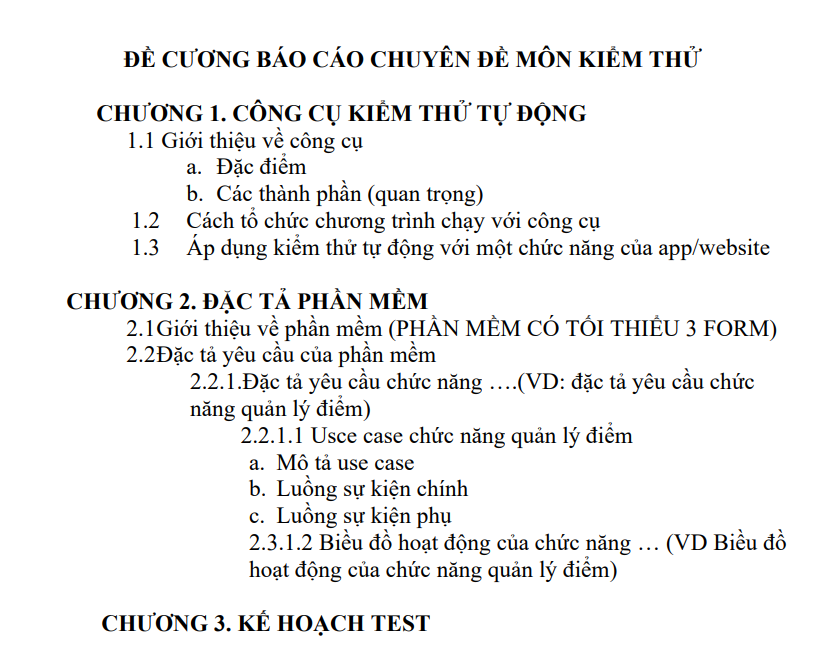 ĐỀ CƯƠNG BÁO CÁO CHUYÊN ĐỀ MÔN KIỂM THỬ
CHƯƠNG 1. CÔNG CỤ KIỂM THỬ TỰ ĐỘNG
1.1 Giới thiệu về công cụ
a. Đặc điểm
b. Các thành phần (quan trọng)
1.2 Cách tổ chức chương trình chạy với công cụ
1.3 Áp dụng kiểm thử tự động với một chức năng của app/website
CHƯƠNG 2. ĐẶC TẢ PHẦN MỀM
2.1Giới thiệu về phần mềm (PHẦN MỀM CÓ TỐI THIỂU 3 FORM)
2.2Đặc tả yêu cầu của phần mềm
2.2.1.Đặc tả yêu cầu chức năng ….(VD: đặc tả yêu cầu chức
năng quản lý điểm)
2.2.1.1 Usce case chức năng quản lý điểm
a. Mô tả use case
b. Luồng sự kiện chính
c. Luồng sự kiện phụ
2.3.1.2 Biều đồ hoạt động của chức năng … (VD Biều đồ
hoạt động của chức năng quản lý điểm)
CHƯƠNG 3. KẾ HOẠCH TEST